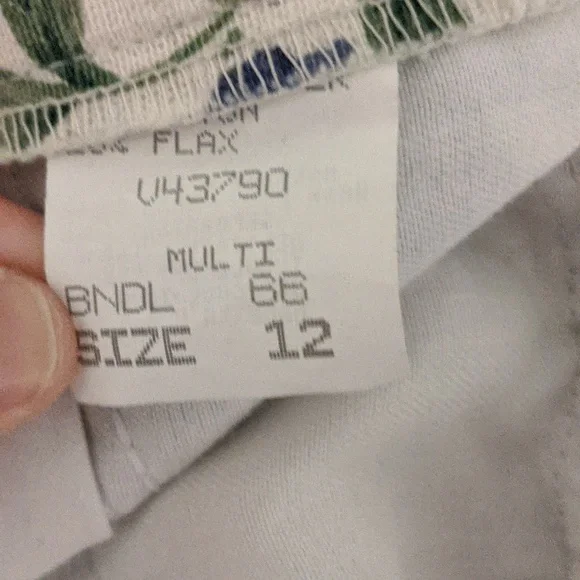 FLAX
V43790
MULTI
BNDL 66
SIZE 12